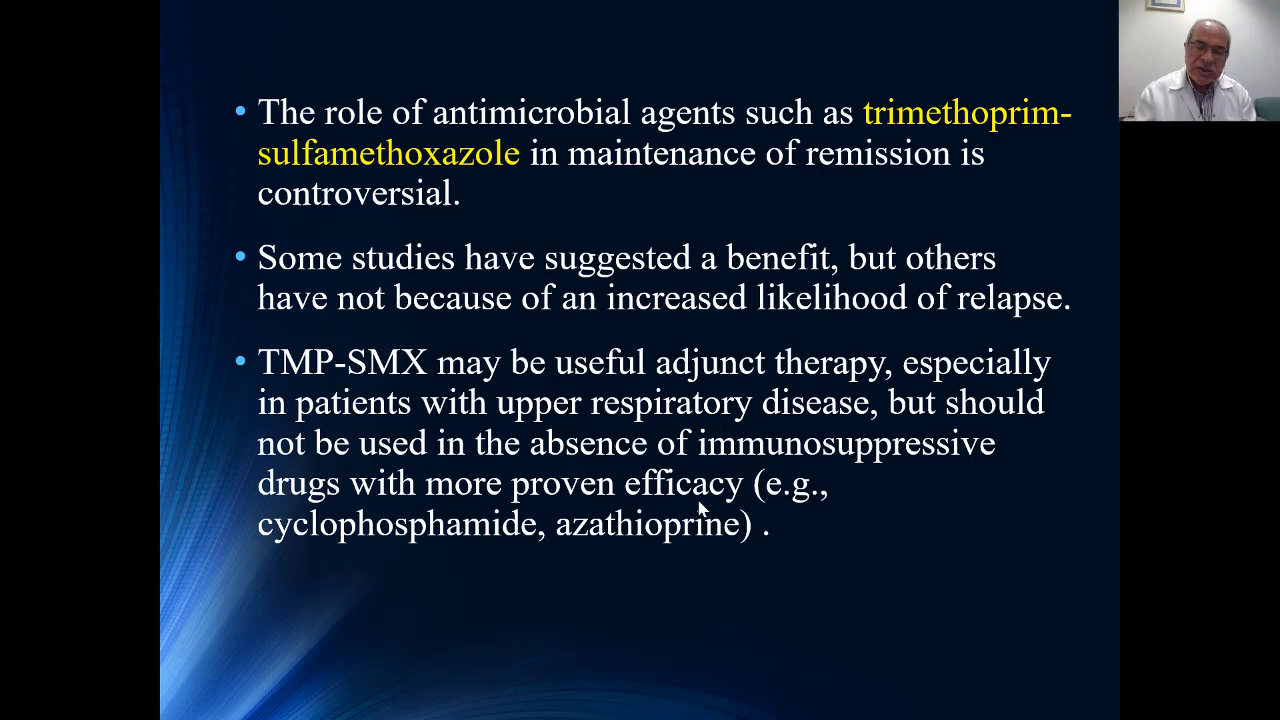 • The role of antimicrobial agents such as trimethoprim-
sulfamethoxazole in maintenance of remission is
controversial.
• Some studies have suggested a benefit, but others
have not because of an increased likelihood of relapse.
• TMP-SMX may be useful adjunct therapy, especially
in patients with upper respiratory disease, but should
not be used in the absence of immunosuppressive
drugs with more proven efficacy (e.g.,
cyclophosphamide, azathioprine) .